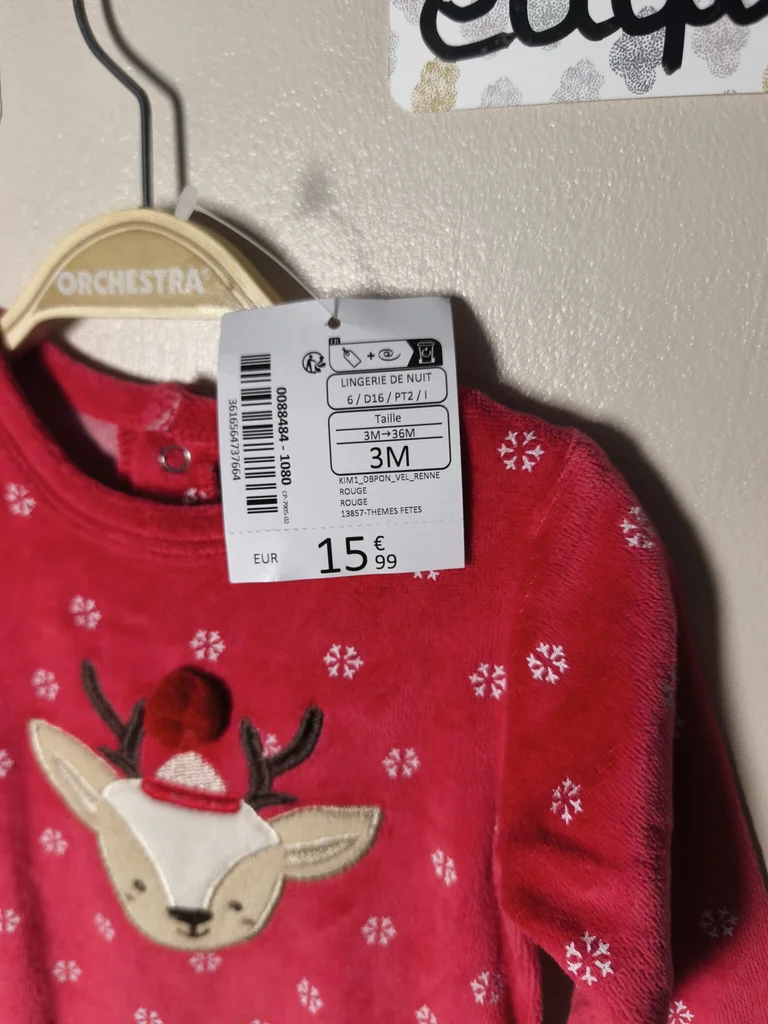 ORCHESTRA®
FR
+
LINGERIE DE NUIT
6 / D16 / PT2 / I
Taille
3M→36M
3M
KIM1_DBPON_VEL_RENNE
ROUGE
ROUGE
13857-THEMES FETES
0088484 - 1080
3616564737664
EUR 15 €99